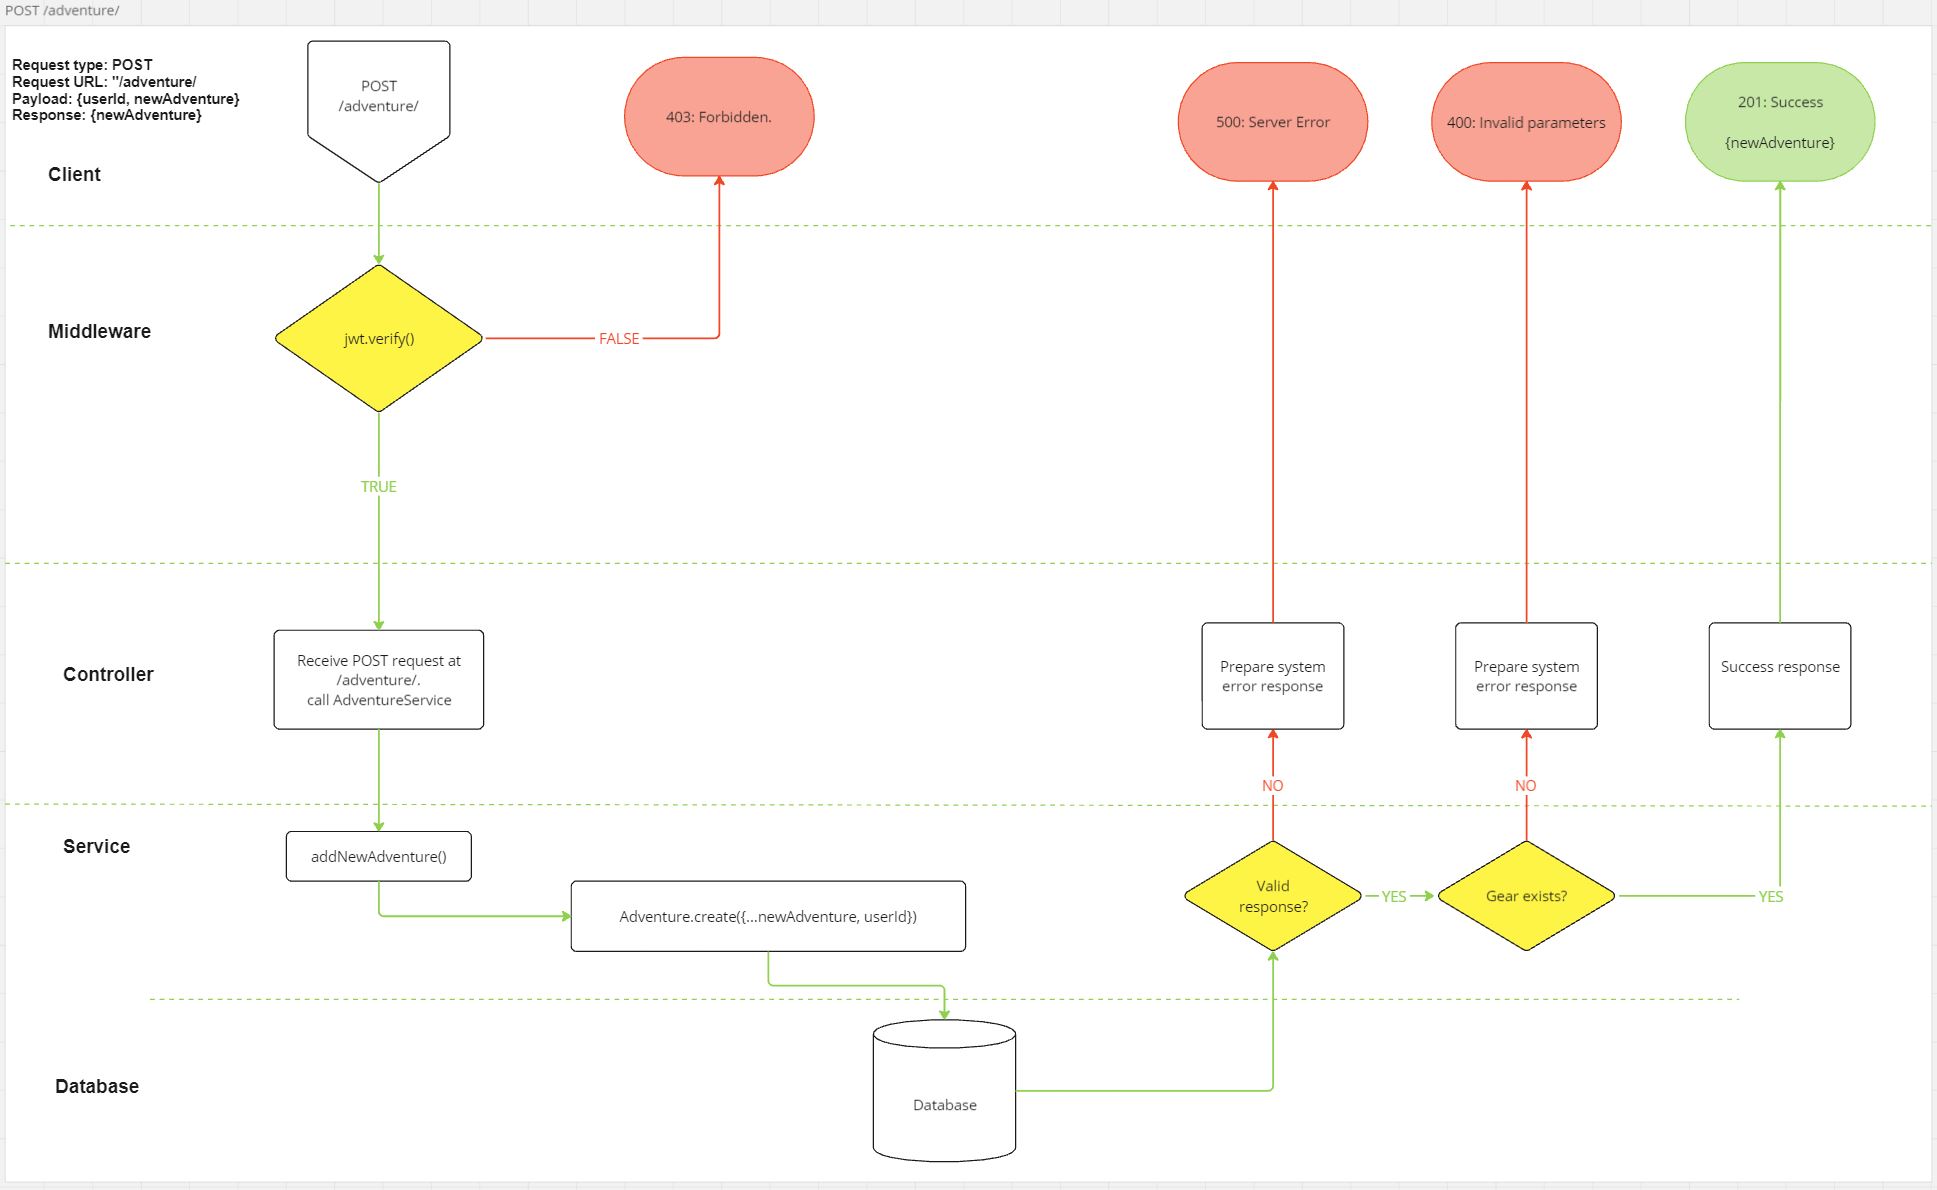 POST /adventure/
Request type: POST
Request URL: "/adventure/
Payload: {userId, newAdventure}
Response: {newAdventure}
POST
/adventure/
403: Forbidden.
500: Server Error
400: Invalid parameters
201: Success
{newAdventure}
Client
Middleware
jwt.verify()
FALSE
TRUE
Controller
Receive POST request at
/adventure/.
call AdventureService
Prepare system
error response
Prepare system
error response
Success response
NO
NO
Service
addNewAdventure()
Adventure.create({...newAdventure, userId})
Valid
response?
YES
Gear exists?
YES
Database
Database